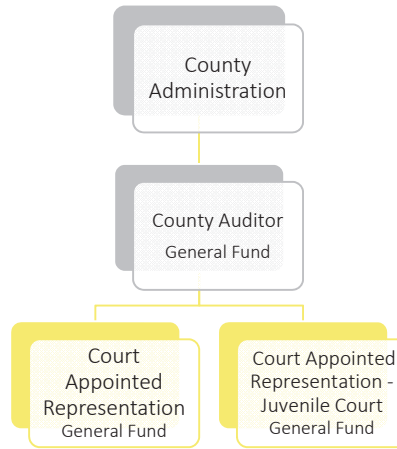 County
Administration
County Auditor
General Fund
Court
Appointed
Representation
General Fund
Court Appointed
Representation -
Juvenile Court
General Fund